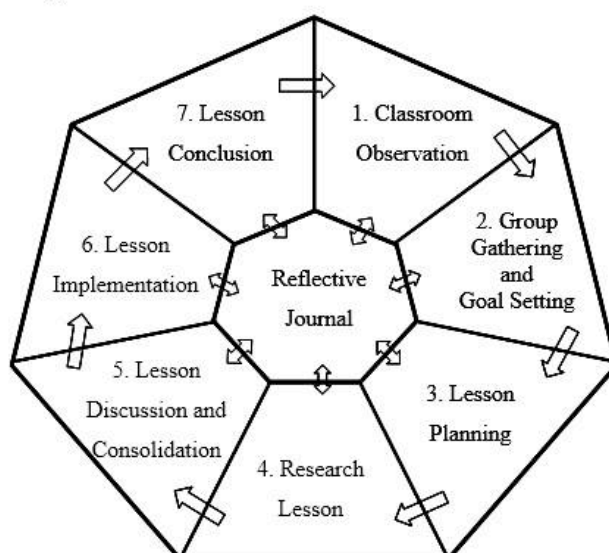 1. Classroom
Observation
2. Group
Gathering
and
Goal Setting
3. Lesson
Planning
4. Research
Lesson
5. Lesson
Discussion and
Consolidation
6. Lesson
Implementation
7. Lesson
Conclusion
Reflective
Journal